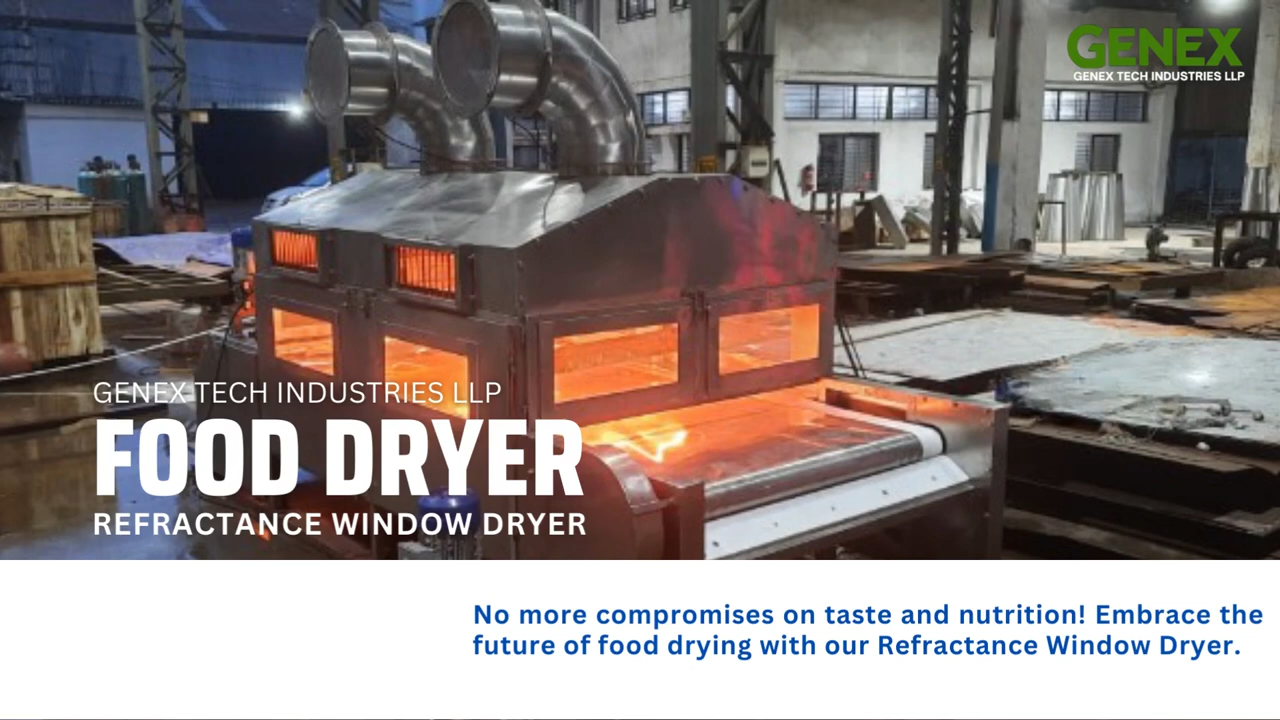 GENEX
GENEX TECH INDUSTRIES LLP
GENEX TECH INDUSTRIES LLP
FOOD DRYER
REFRACTANCE WINDOW DRYER
No more compromises on taste and nutrition! Embrace the
future of food drying with our Refractance Window Dryer.